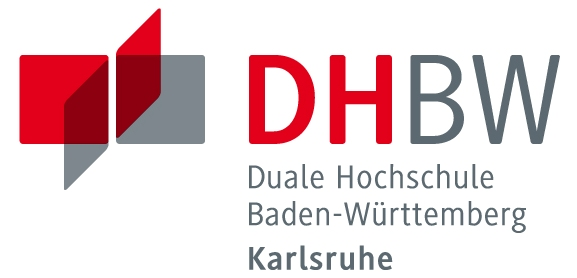 DHBW
Duale Hochschule
Baden-Württemberg
Karlsruhe